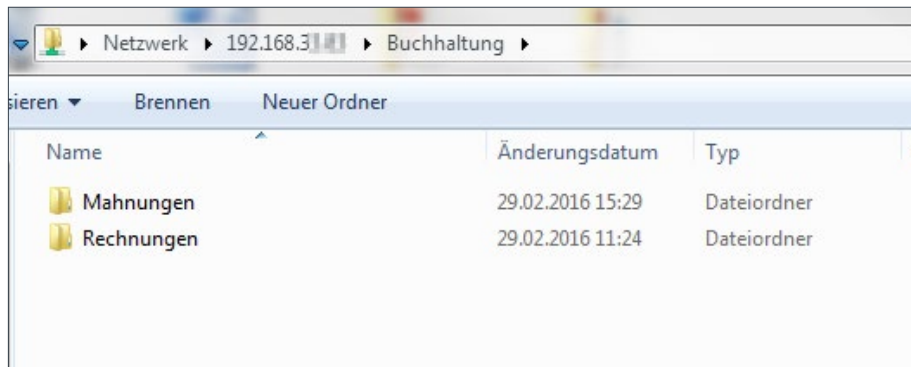 Netzwerk 192.168.3 Buchhaltung
sieren Brennen Neuer Ordner
Name Änderungsdatum Typ
Mahnungen 29.02.2016 15:29 Dateiordner
Rechnungen 29.02.2016 11:24 Dateiordner